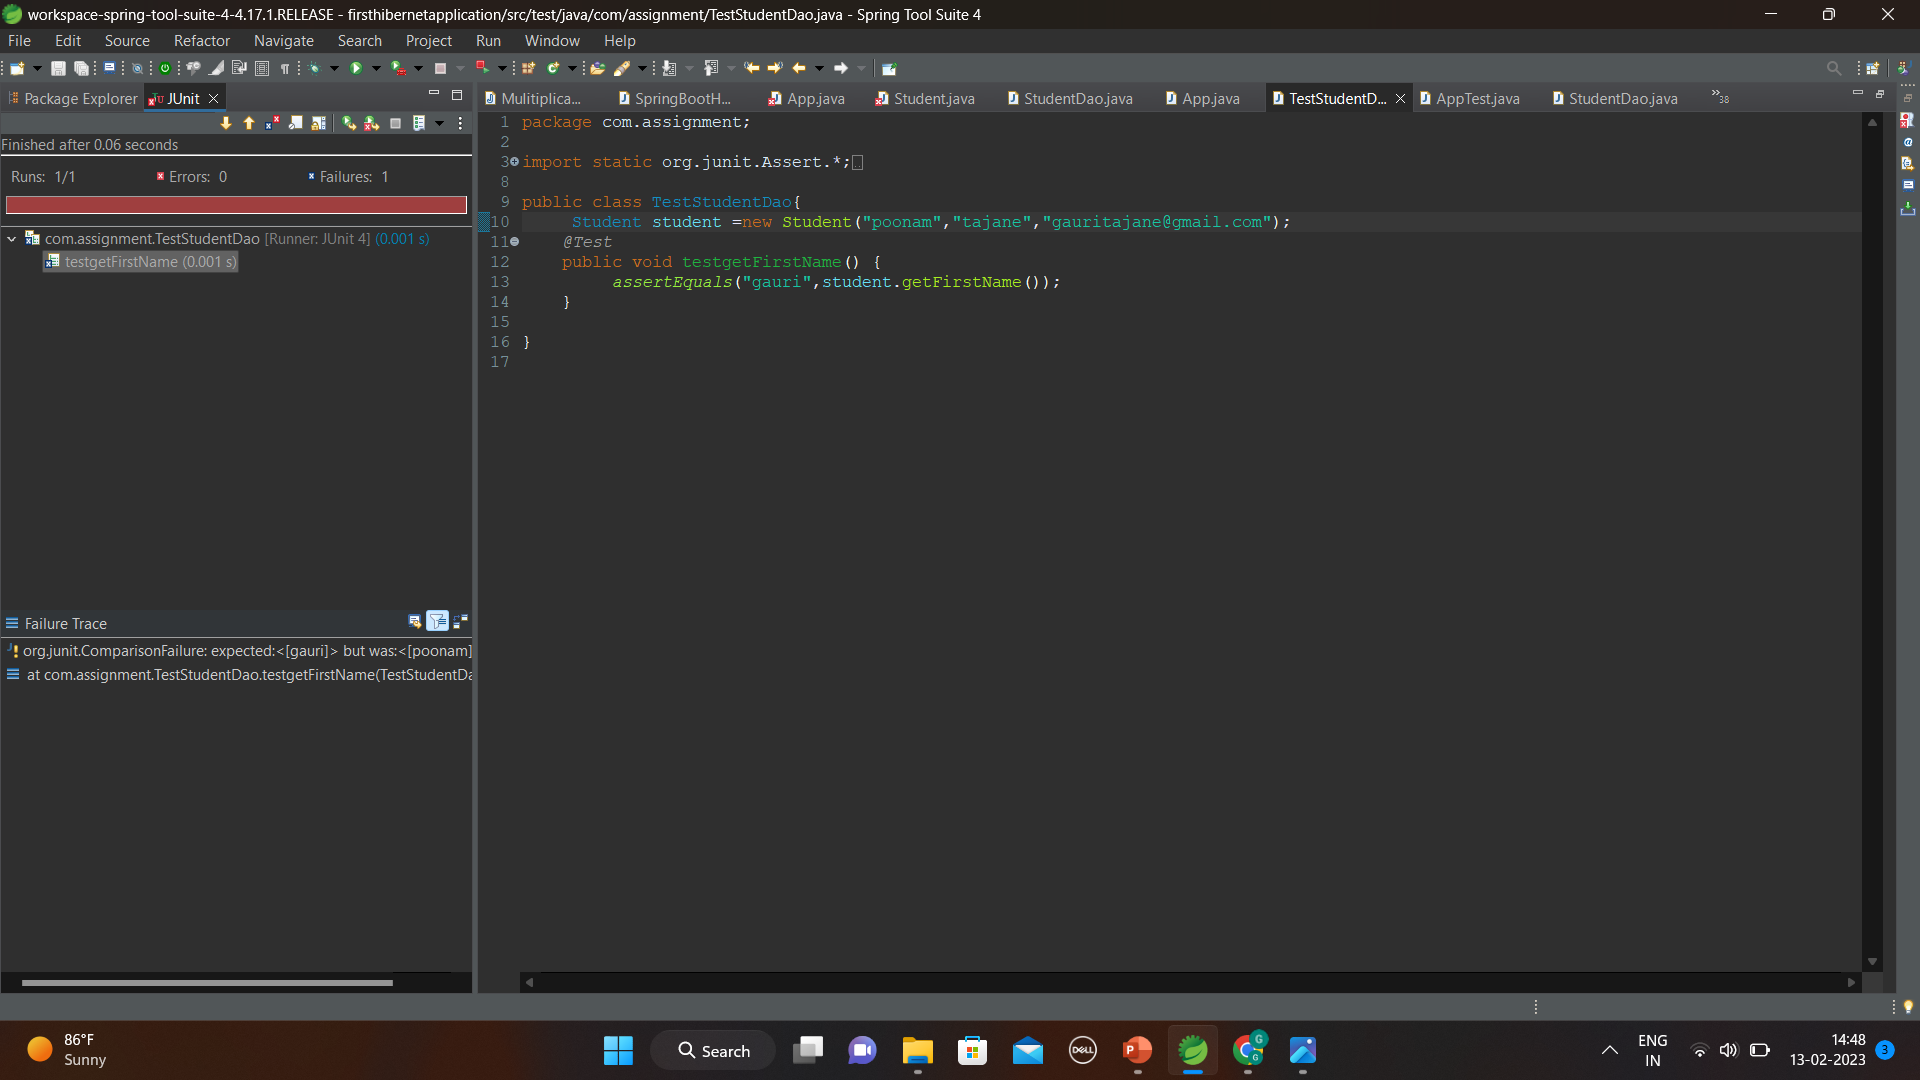 workspace-spring-tool-suite-4-4.17.1.RELEASE - firsthibernetapplication/src/test/java/com/assignment/TestStudentDao.java - Spring Tool Suite 4
File Edit Source Refactor Navigate Search Project Run Window Help
Package Explorer JUnit
Mulitiplica... SpringBootH... App.java Student.java StudentDao.java App.java TestStudentD... AppTest.java StudentDao.java »38
Finished after 0.06 seconds
Runs: 1/1 Errors: 0 Failures: 1
com.assignment.TestStudentDao [Runner: JUnit 4] (0.001 s)
testgetFirstName (0.001 s)
Failure Trace
org.junit.ComparisonFailure: expected:<[gauri]> but was:<[poonam]
at com.assignment.TestStudentDao.testgetFirstName(TestStudentDa
1 package com.assignment;
2
3 import static org.junit.Assert.*;
8
9 public class TestStudentDao{
10 Student student =new Student("poonam","tajane","gauritajane@gmail.com");
11 @Test
12 public void testgetFirstName() {
13 assertEquals("gauri",student.getFirstName());
14 }
15
16 }
17
86°F
Sunny
Search
DELL
ENG
IN
14:48
13-02-2023
3